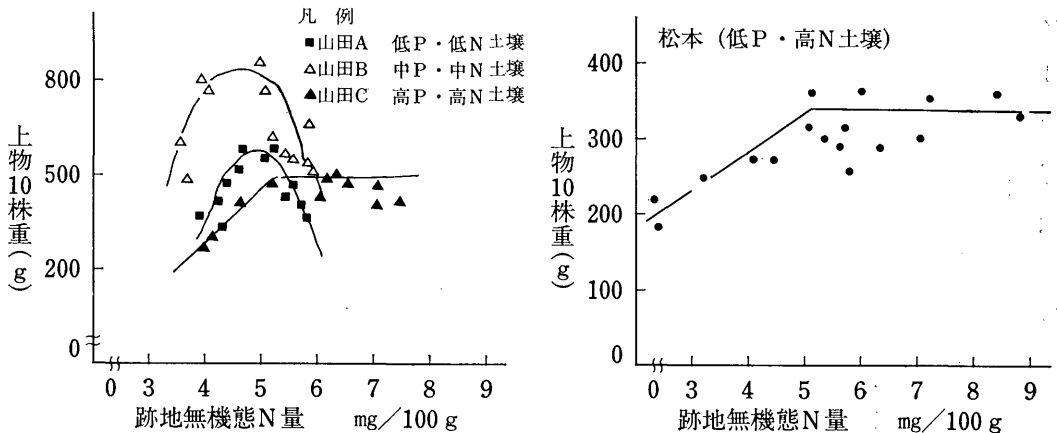 凡 例
■山田A 低P・低N土壌
△山田B 中P・中N土壌
▲山田C 高P・高N土壌
上物10株重(g)
800
500
200
0
0 3 4 5 6 7 8 9
跡地無機態N量 mg/100g
松本(低P・高N土壌)
上物10株重(g)
400
300
200
100
0
0 3 4 5 6 7 8 9
跡地無機態N量 mg/100g